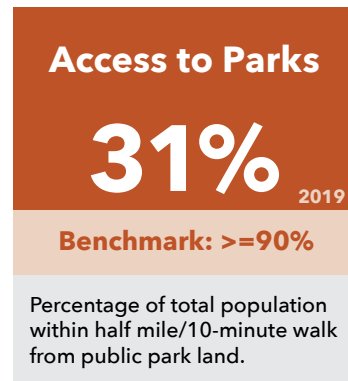 Access to Parks
31%
2019
Benchmark: >=90%
Percentage of total population
within half mile/10-minute walk
from public park land.